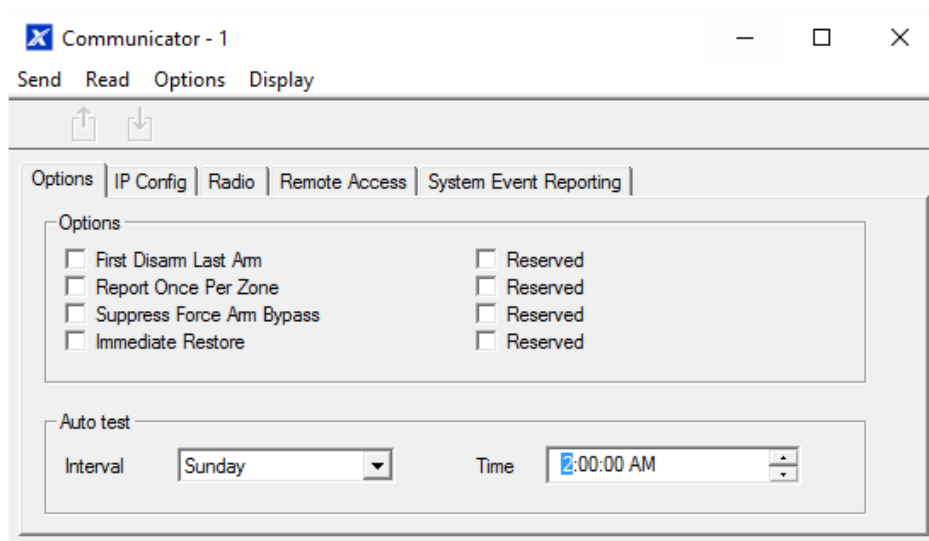 Communicator - 1
Send Read Options Display
Options IP Config Radio Remote Access System Event Reporting
Options
First Disarm Last Arm Reserved
Report Once Per Zone Reserved
Suppress Force Arm Bypass Reserved
Immediate Restore Reserved
Auto test
Interval Sunday Time 2:00:00 AM